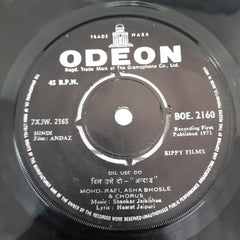 TRADE MARK
ODEON
Regd. Trade Mark of The Gramophone Co. Ltd.
45 R.P.M.
7XJW. 2165
BOE. 2160
HINDI
Film: ANDAZ
Recording First
Published 1971
SIPPY FILMS
DIL USE DO
दिल उसे दो - "अन्दाज़"
MOHD. RAFI, ASHA BHOSLE
& CHORUS
Music: Shankar Jaikishan
Lyric: Hasrat Jaipuri